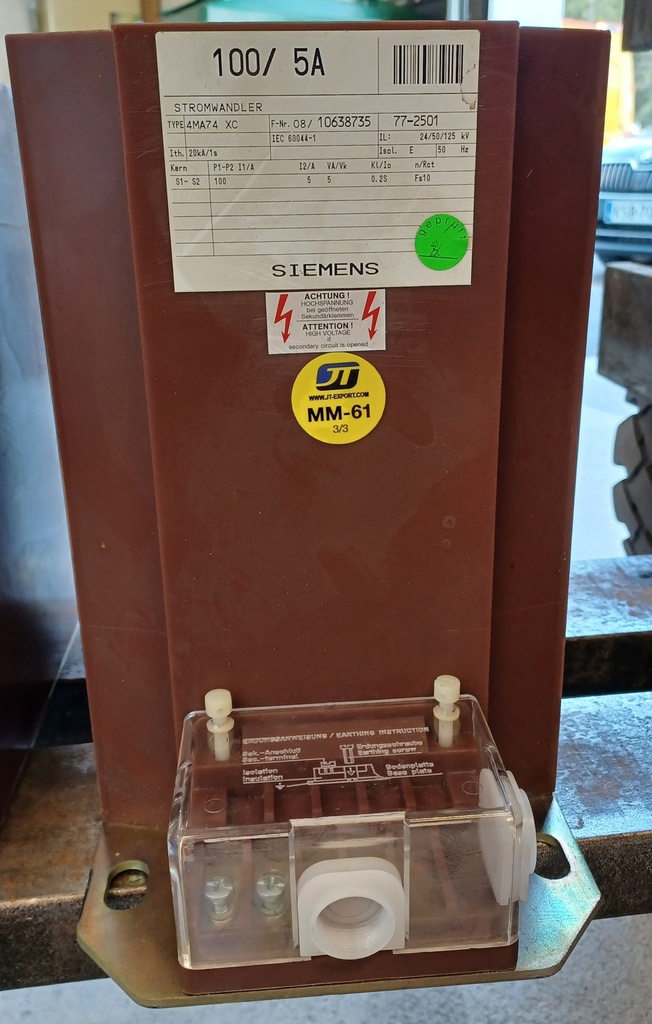 100/ 5A
STROMWANDLER
TYPE 4MA74 XC F-Nr. 08/ 10638735 77-2501
IEC 60044-1 IL: 24/50/125 kV
Ith. 20kA/1s Isol. E 50 Hz
Kern P1-P2 I1/A I2/A VA/Vk Kl/Io n/Rct
S1- S2 100 5 5 0.2S Fs10
geprüft
SIEMENS
ACHTUNG !
HOCHSPANNUNG
bei geöffneten
Sekundärklemmen
ATTENTION !
HIGH VOLTAGE
if
secondary circuit is opened
JT
WWW.JT-EXPORT.COM
MM-61
3/3
ERDUNGSANWEISUNG / EARTHING INSTRUCTION
Sek.-Anschluß Erdungsschraube
Sec.-terminal Earthing screw
Isolation Bodenplatte
Insulation Base plate